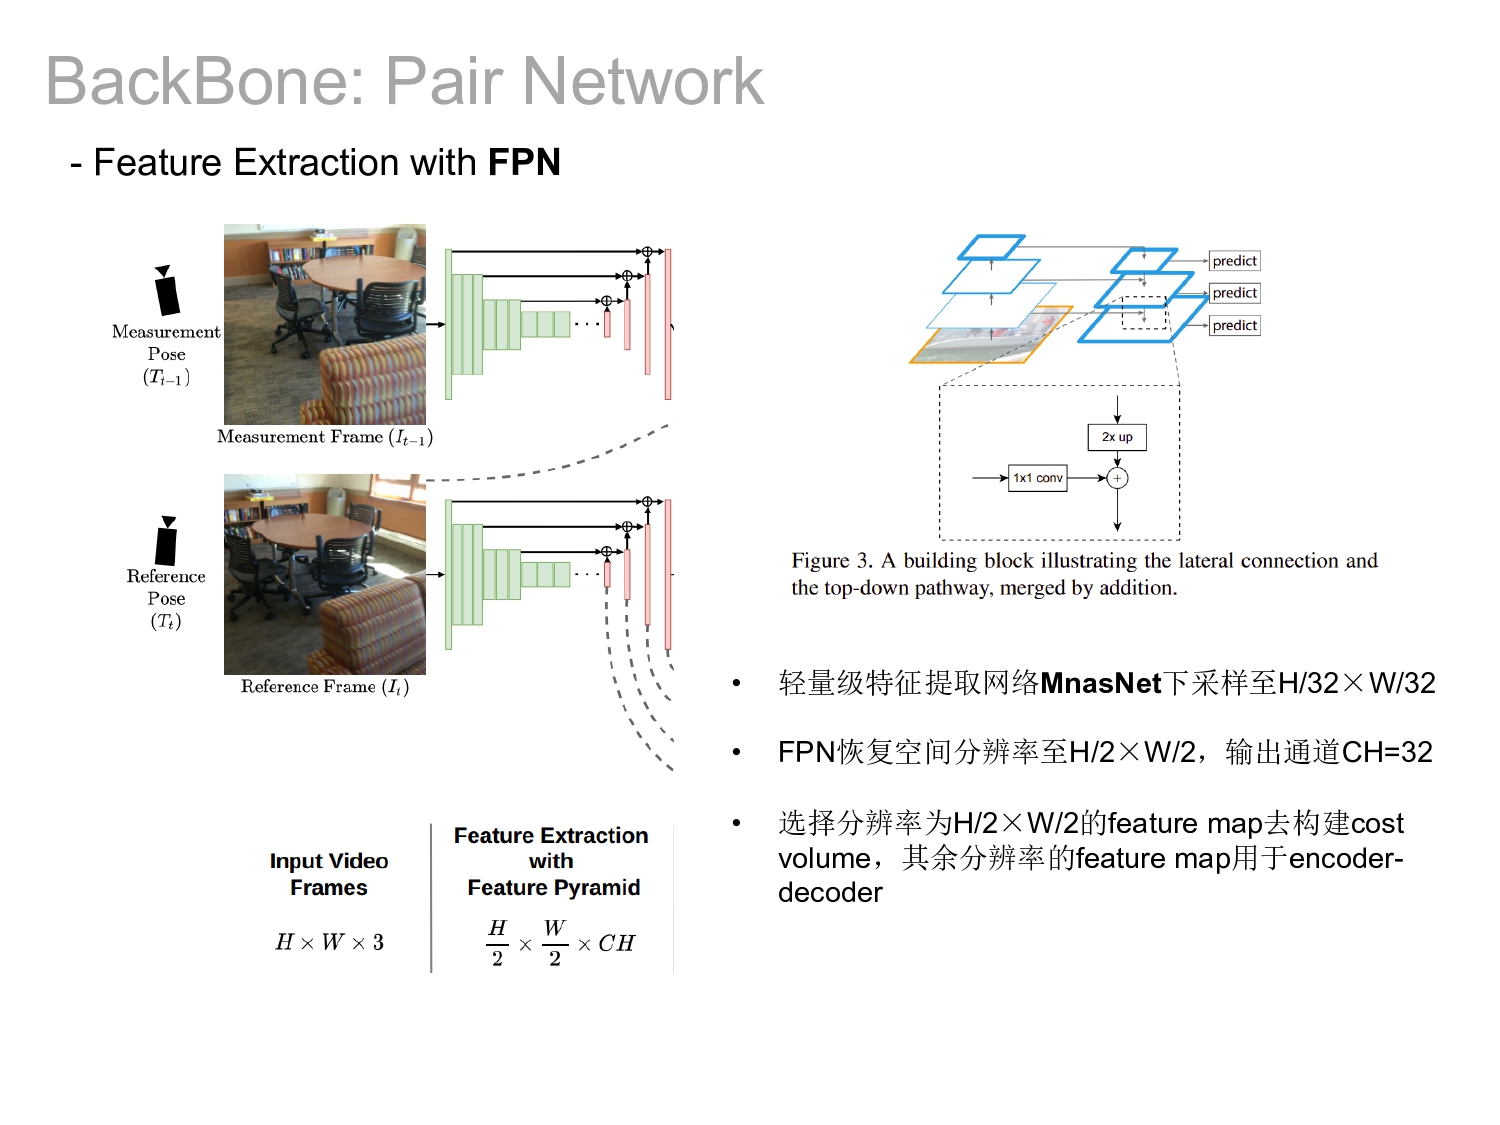 BackBone: Pair Network
- Feature Extraction with FPN
Measurement
Pose
(T_{t−1})
Measurement Frame (I_{t−1})
Reference
Pose
(T_t)
Reference Frame (I_t)
Input Video
Frames
H × W × 3
Feature Extraction
with
Feature Pyramid
H/2 × W/2 × CH
predict
predict
predict
2x up
1x1 conv
+
Figure 3. A building block illustrating the lateral connection and
the top-down pathway, merged by addition.
• 轻量级特征提取网络MnasNet下采样至H/32×W/32
• FPN恢复空间分辨率至H/2×W/2，输出通道CH=32
• 选择分辨率为H/2×W/2的feature map去构建cost
volume，其余分辨率的feature map用于encoder-
decoder